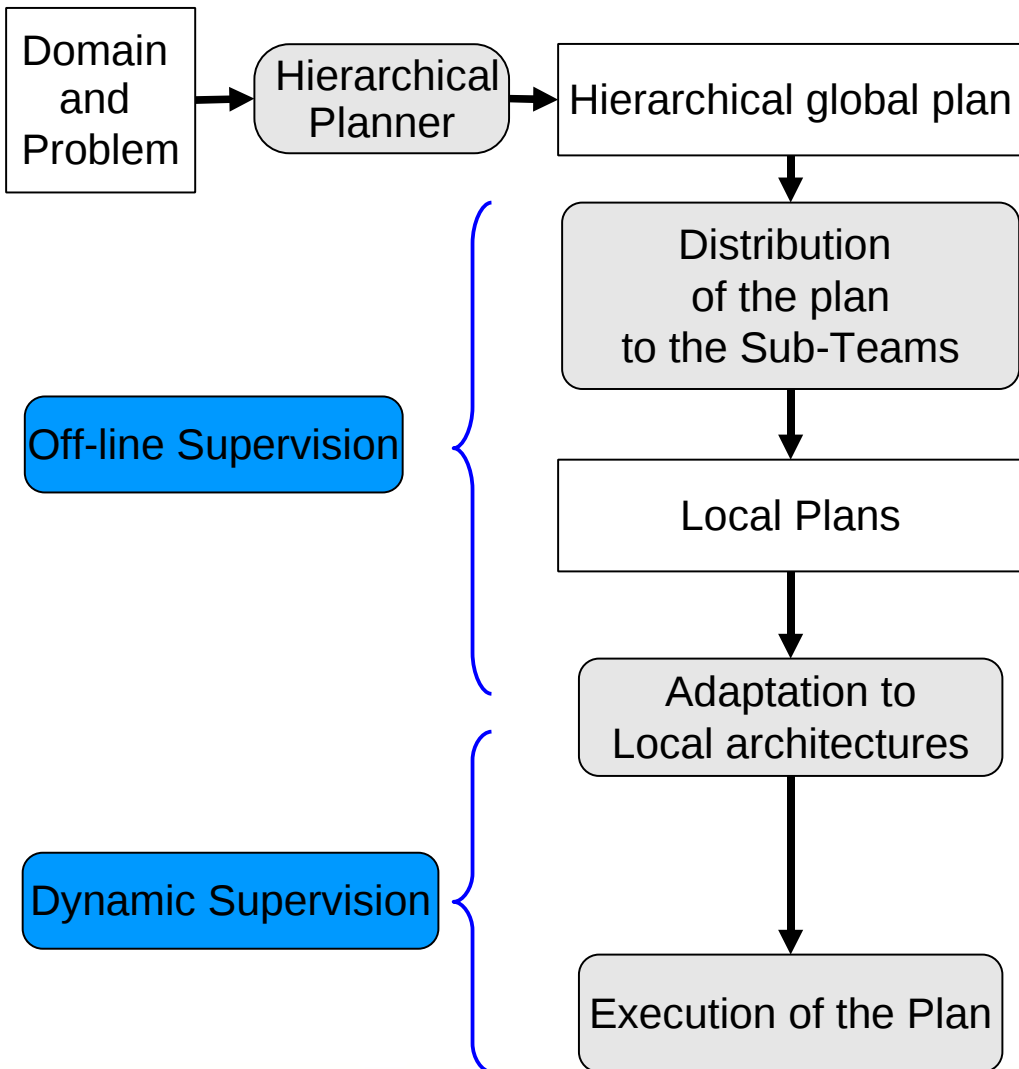 Domain
and
Problem
Hierarchical
Planner
Hierarchical global plan
Distribution
of the plan
to the Sub-Teams
Off-line Supervision
Local Plans
Adaptation to
Local architectures
Dynamic Supervision
Execution of the Plan